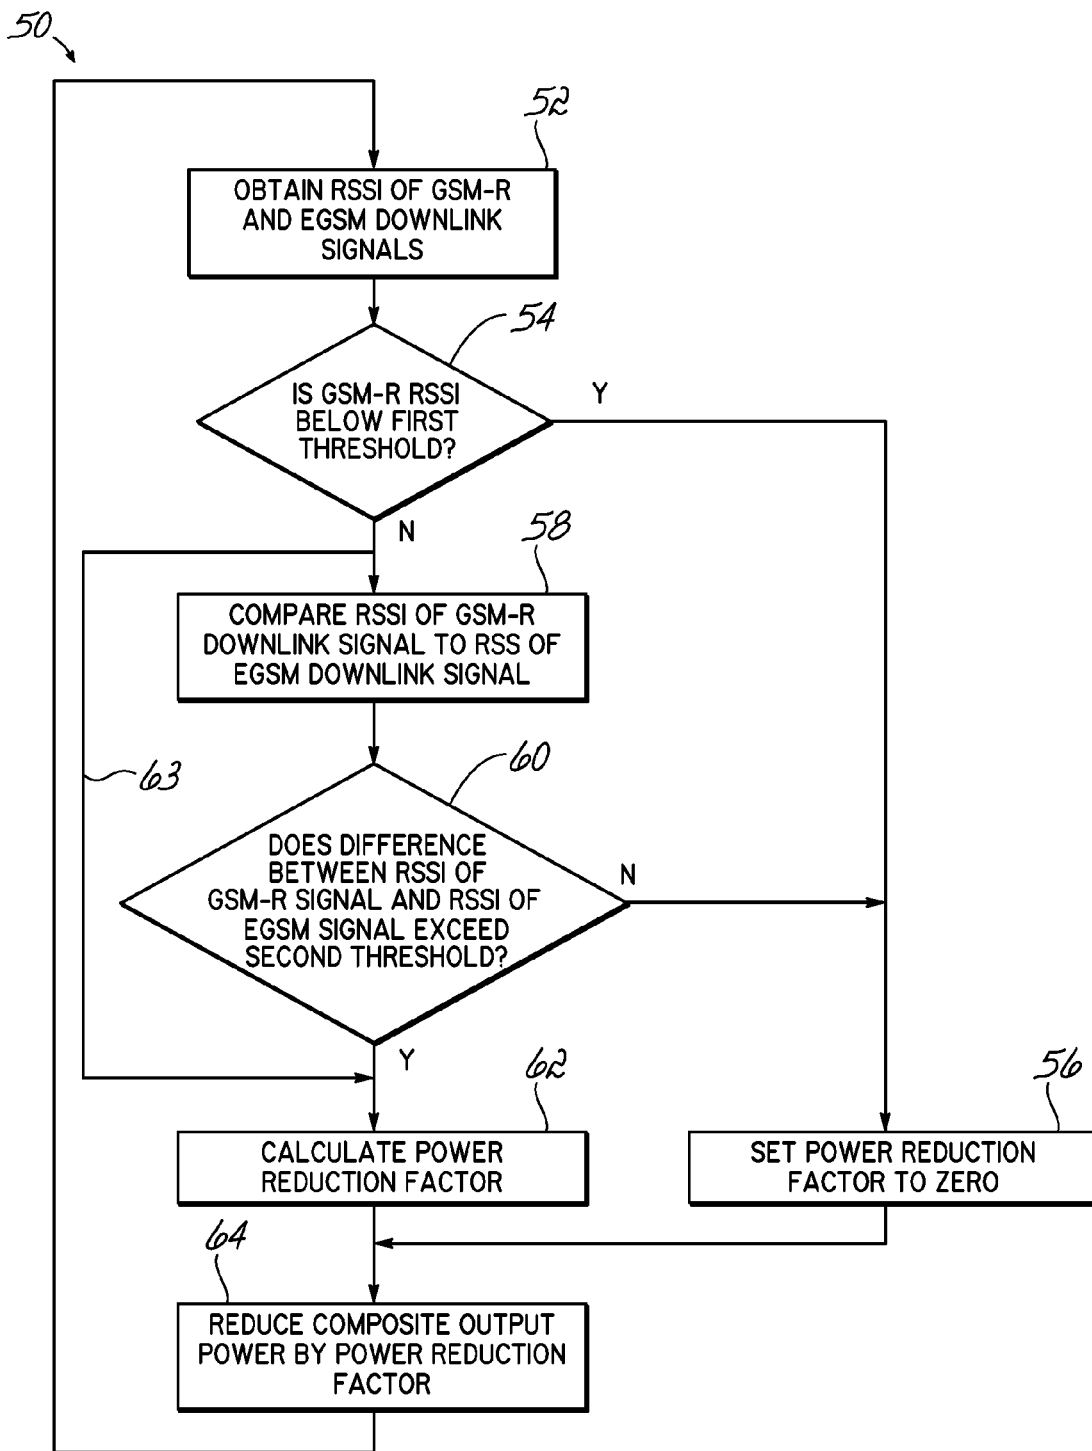 50
52
OBTAIN RSSI OF GSM-R
AND EGSM DOWNLINK
SIGNALS
54
IS GSM-R RSSI
BELOW FIRST
THRESHOLD?
Y
N
58
COMPARE RSSI OF GSM-R
DOWNLINK SIGNAL TO RSS OF
EGSM DOWNLINK SIGNAL
63
60
DOES DIFFERENCE
BETWEEN RSSI OF
GSM-R SIGNAL AND RSSI OF
EGSM SIGNAL EXCEED
SECOND THRESHOLD?
N
Y
62
CALCULATE POWER
REDUCTION FACTOR
56
SET POWER REDUCTION
FACTOR TO ZERO
64
REDUCE COMPOSITE OUTPUT
POWER BY POWER REDUCTION
FACTOR